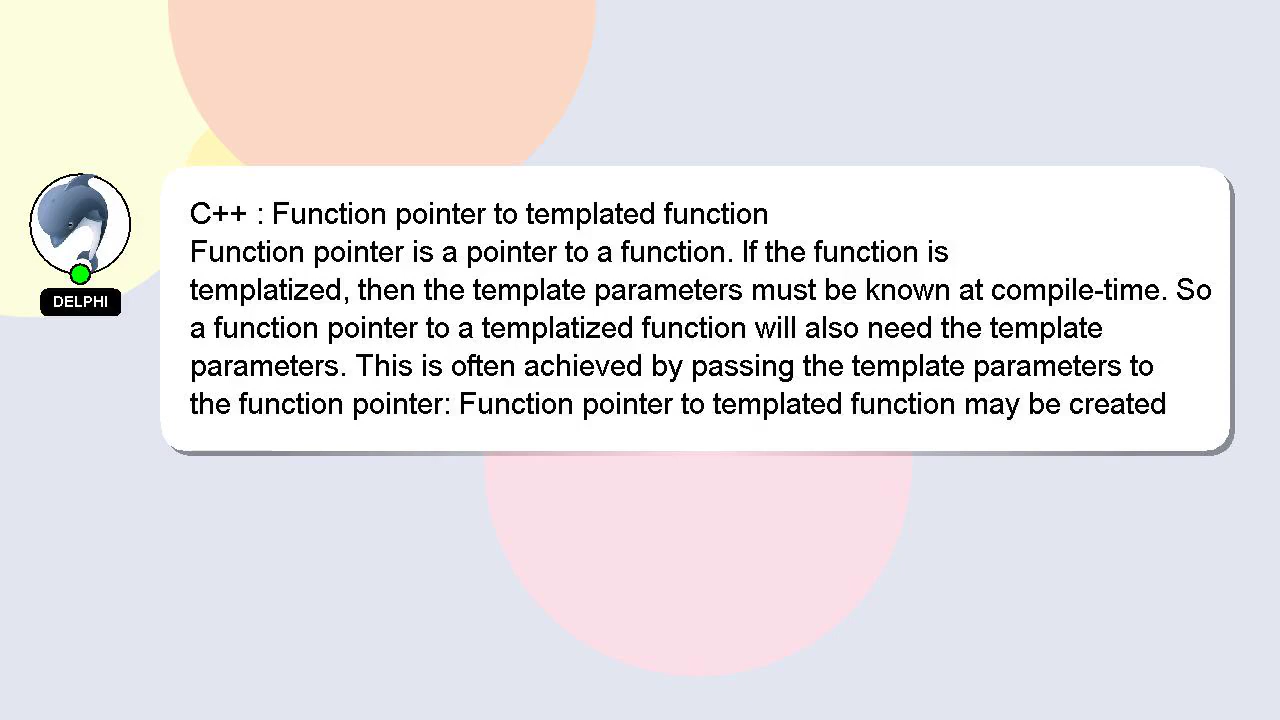 C++ : Function pointer to templated function
Function pointer is a pointer to a function. If the function is
templatized, then the template parameters must be known at compile-time. So
a function pointer to a templatized function will also need the template
parameters. This is often achieved by passing the template parameters to
the function pointer: Function pointer to templated function may be created
DELPHI